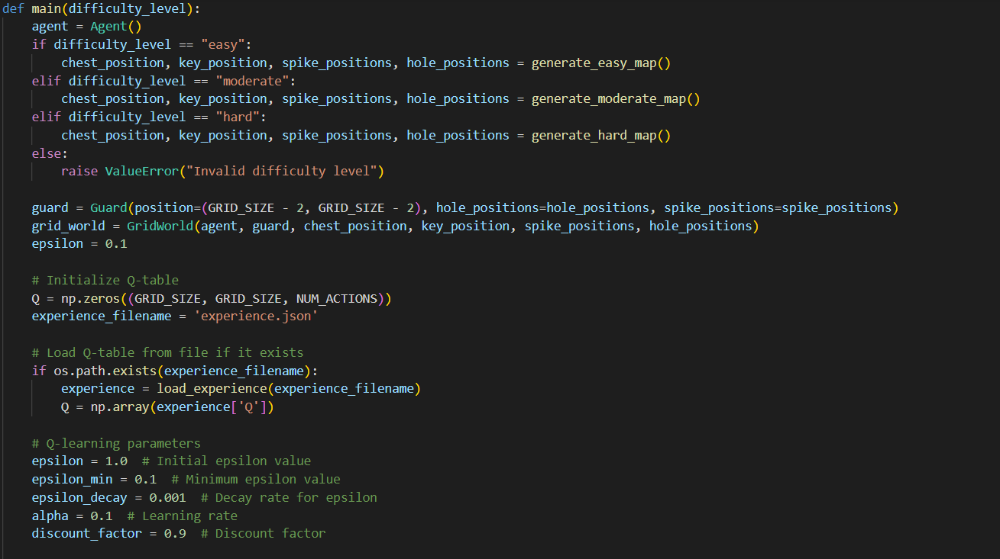 def main(difficulty_level):
    agent = Agent()
    if difficulty_level == "easy":
        chest_position, key_position, spike_positions, hole_positions = generate_easy_map()
    elif difficulty_level == "moderate":
        chest_position, key_position, spike_positions, hole_positions = generate_moderate_map()
    elif difficulty_level == "hard":
        chest_position, key_position, spike_positions, hole_positions = generate_hard_map()
    else:
        raise ValueError("Invalid difficulty level")

    guard = Guard(position=(GRID_SIZE - 2, GRID_SIZE - 2), hole_positions=hole_positions, spike_positions=spike_positions)
    grid_world = GridWorld(agent, guard, chest_position, key_position, spike_positions, hole_positions)
    epsilon = 0.1

    # Initialize Q-table
    Q = np.zeros((GRID_SIZE, GRID_SIZE, NUM_ACTIONS))
    experience_filename = 'experience.json'

    # Load Q-table from file if it exists
    if os.path.exists(experience_filename):
        experience = load_experience(experience_filename)
        Q = np.array(experience['Q'])

    # Q-learning parameters
    epsilon = 1.0  # Initial epsilon value
    epsilon_min = 0.1  # Minimum epsilon value
    epsilon_decay = 0.001  # Decay rate for epsilon
    alpha = 0.1  # Learning rate
    discount_factor = 0.9  # Discount factor